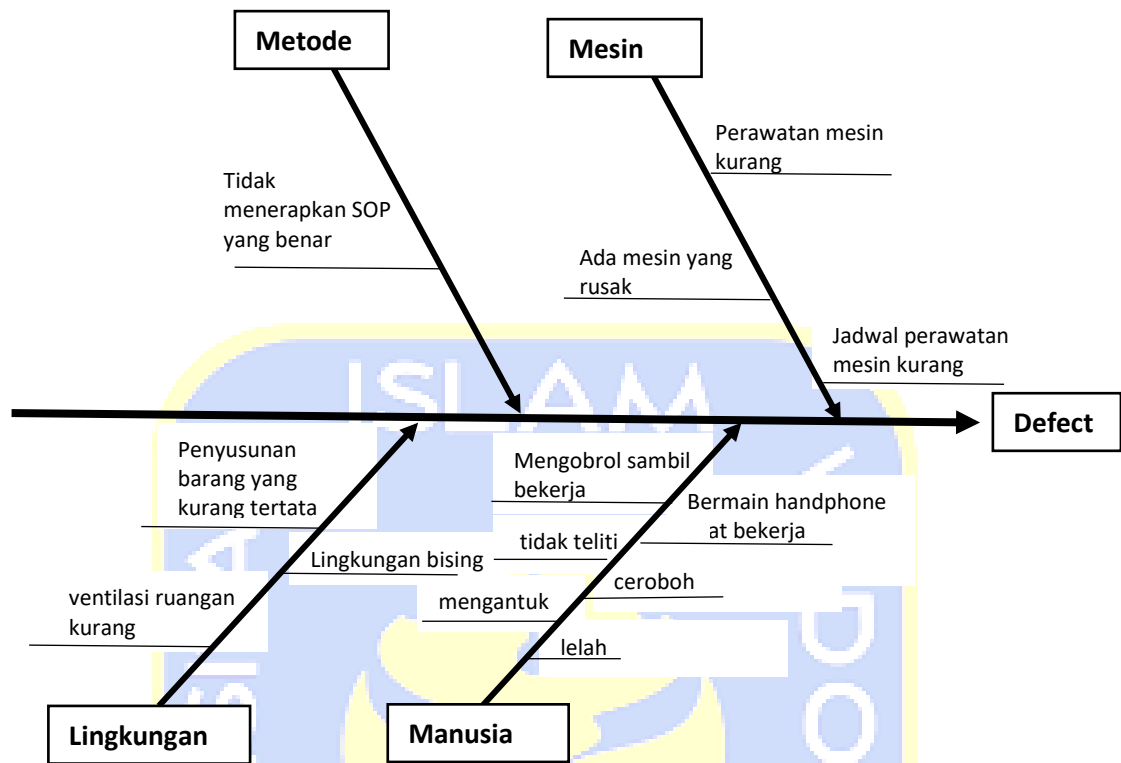 Metode
Mesin
Perawatan mesin
kurang
Tidak
menerapkan SOP
yang benar
Ada mesin yang
rusak
Jadwal perawatan
mesin kurang
ISLAM
Defect
Penyusunan
barang yang
kurang tertata
Mengobrol sambil
bekerja
Bermain handphone
at bekerja
Lingkungan bising
tidak teliti
ceroboh
ventilasi ruangan
kurang
mengantuk
lelah
Lingkungan
Manusia